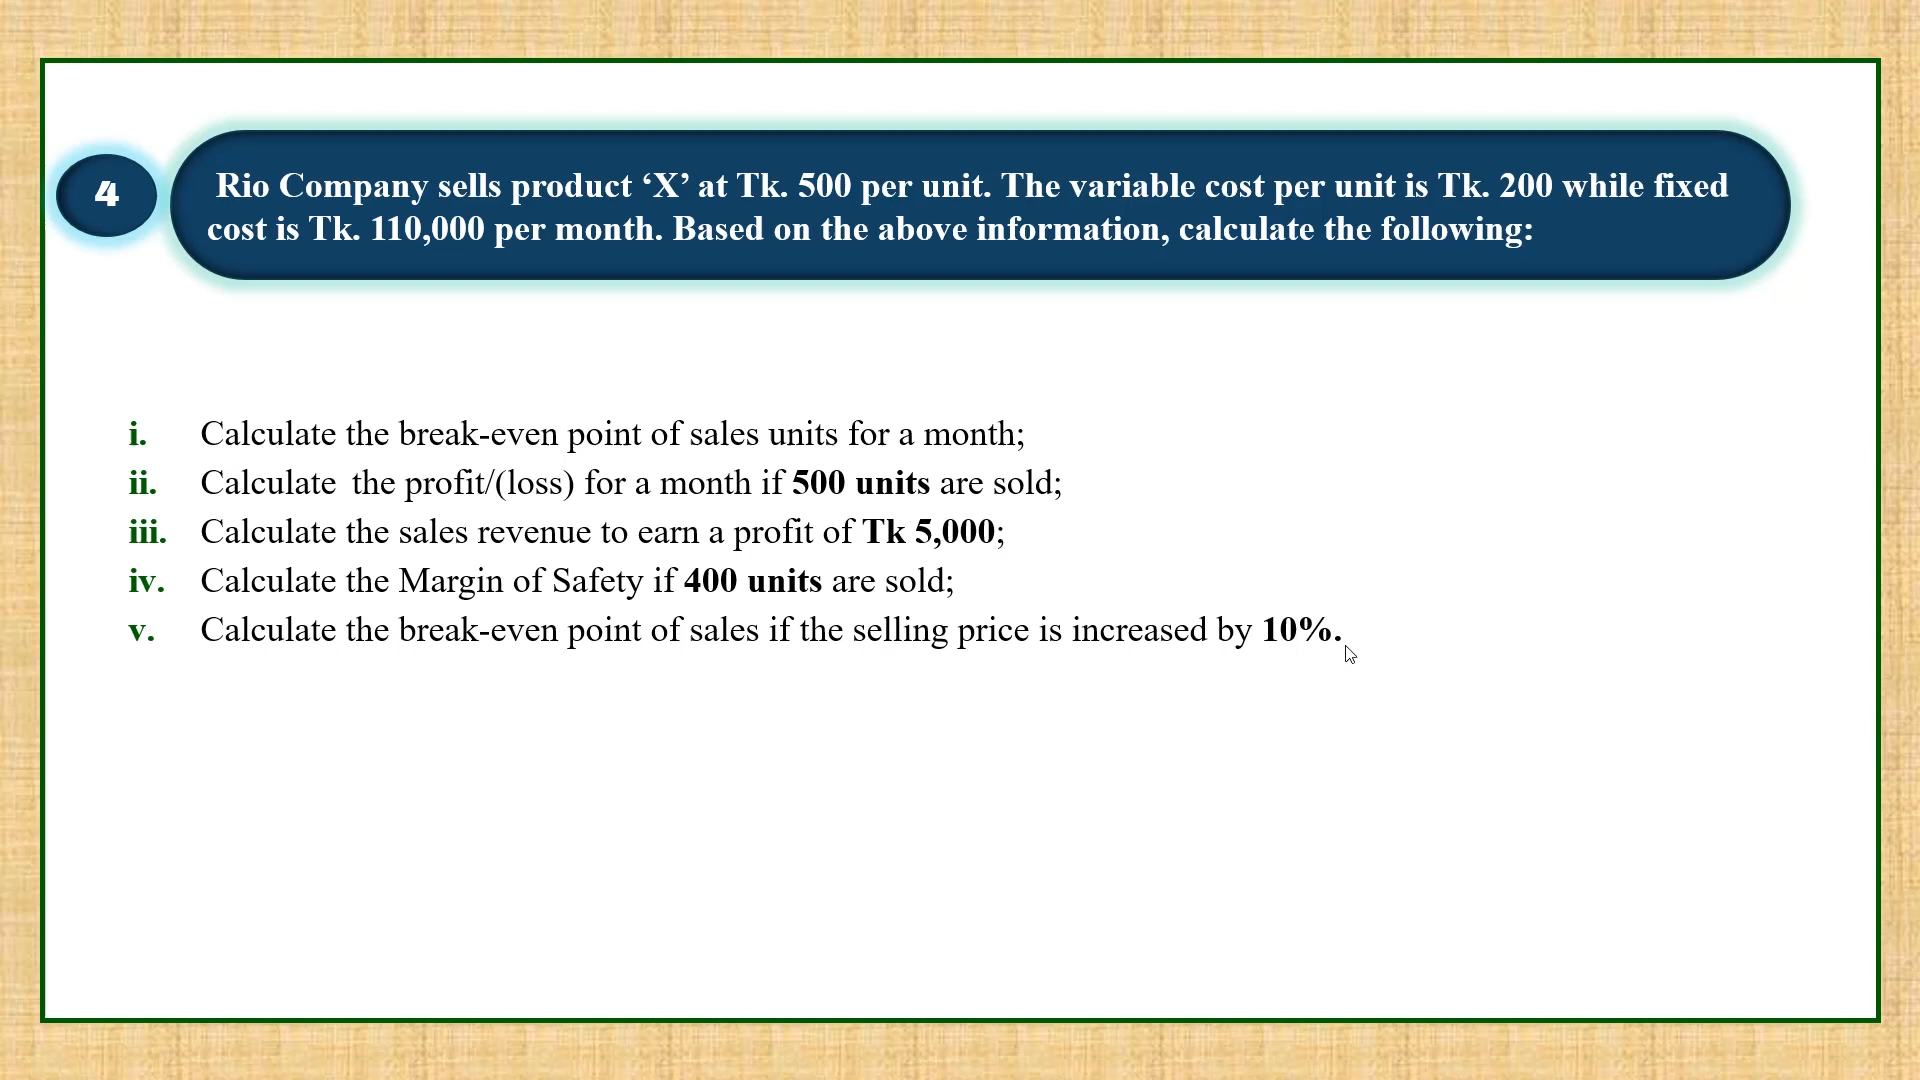 4
Rio Company sells product ‘X’ at Tk. 500 per unit. The variable cost per unit is Tk. 200 while fixed
cost is Tk. 110,000 per month. Based on the above information, calculate the following:
i. Calculate the break-even point of sales units for a month;
ii. Calculate the profit/(loss) for a month if 500 units are sold;
iii. Calculate the sales revenue to earn a profit of Tk 5,000;
iv. Calculate the Margin of Safety if 400 units are sold;
v. Calculate the break-even point of sales if the selling price is increased by 10%.